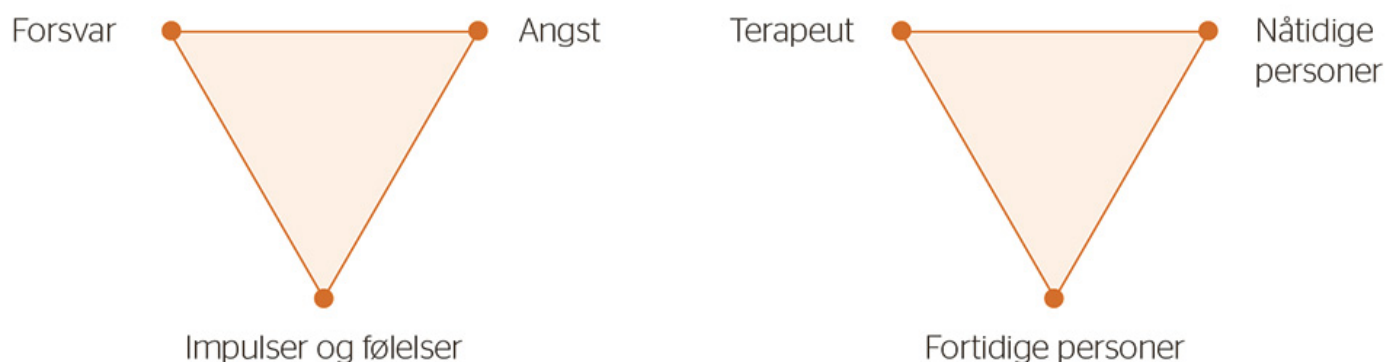 Forsvar
Angst
Impulser og følelser
Terapeut
Nåtidige
personer
Fortidige personer